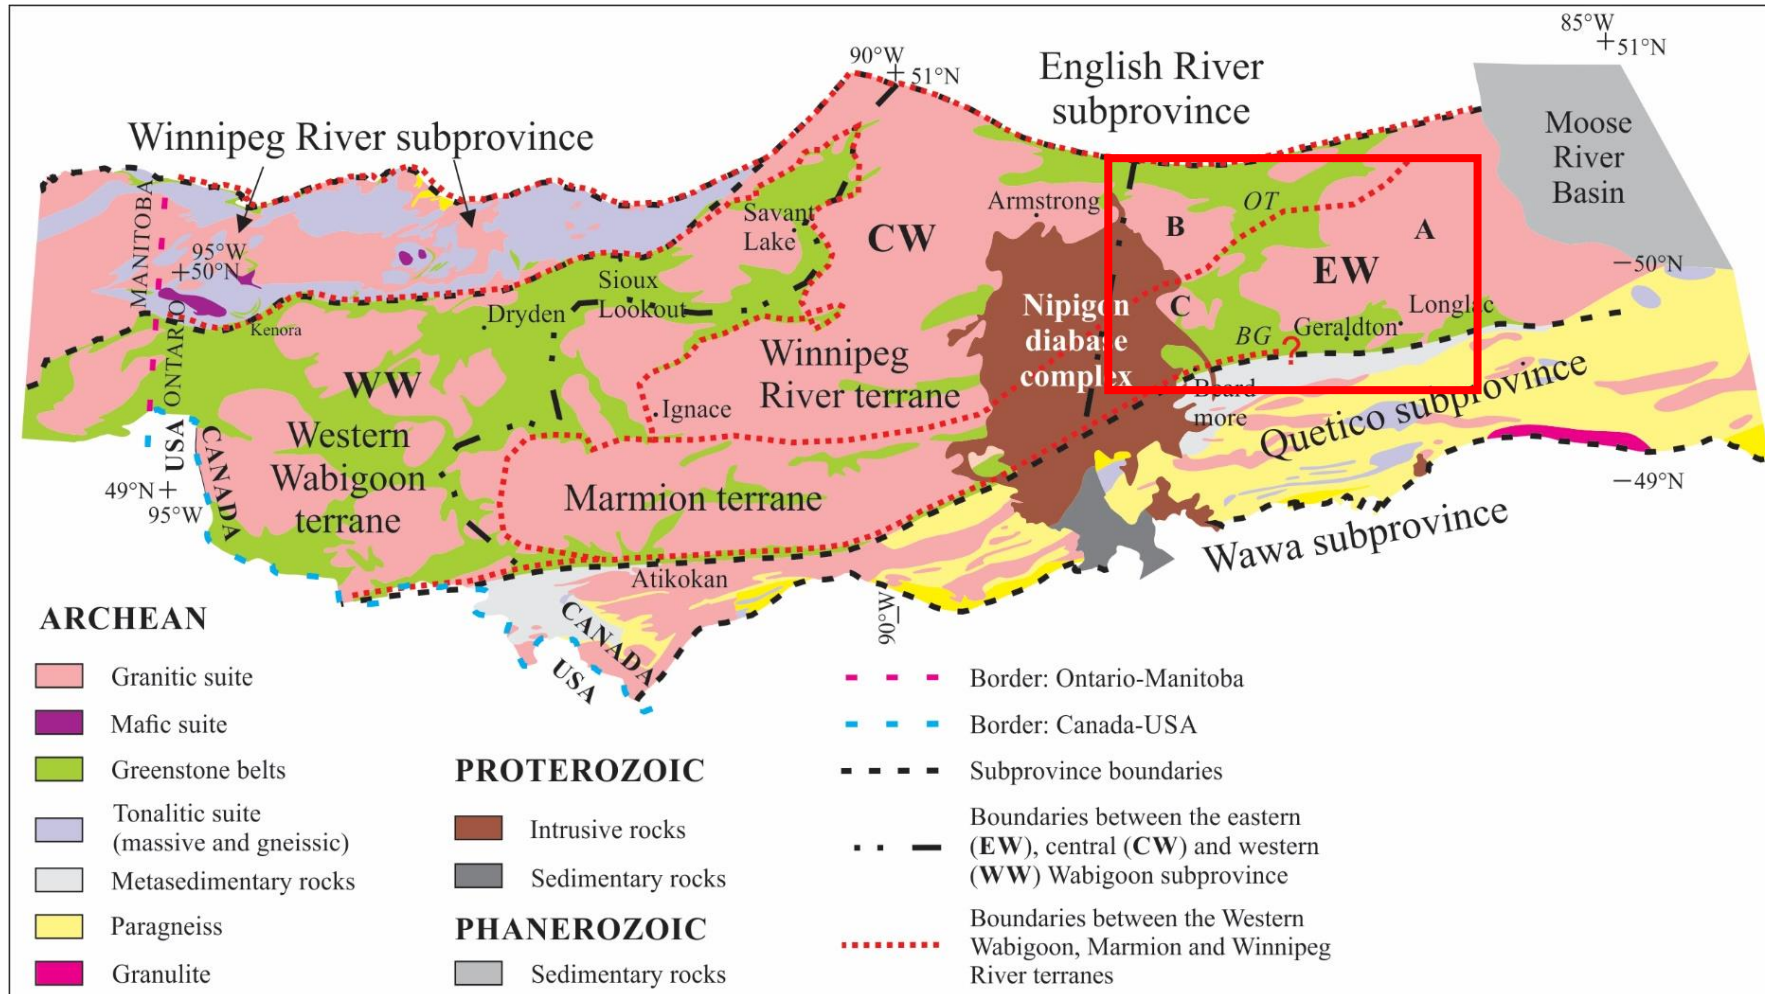 85°W
51°N
90°W
51°N
English River
subprovince
Winnipeg River subprovince
Moose
River
Basin
MANITOBA
ONTARIO
95°W
50°N
Kenora
Savant
Lake
CW
Armstrong
B
OT
A
EW
50°N
Sioux
Lookout
Dryden
C
Longlac
BG
Geraldton
?
Nipigon
diabase
complex
WW
Winnipeg
River terrane
Ignace
Beard
more
Quetico subprovince
Western
Wabigoon
terrane
USA
CANADA
49°N
95°W
Marmion terrane
49°N
Wawa subprovince
Atikokan
90°W
CANADA
USA
ARCHEAN
Granitic suite
Mafic suite
Greenstone belts
Tonalitic suite
(massive and gneissic)
Metasedimentary rocks
Paragneiss
Granulite
PROTEROZOIC
Intrusive rocks
Sedimentary rocks
PHANEROZOIC
Sedimentary rocks
Border: Ontario-Manitoba
Border: Canada-USA
Subprovince boundaries
Boundaries between the eastern
(EW), central (CW) and western
(WW) Wabigoon subprovince
Boundaries between the Western
Wabigoon, Marmion and Winnipeg
River terranes